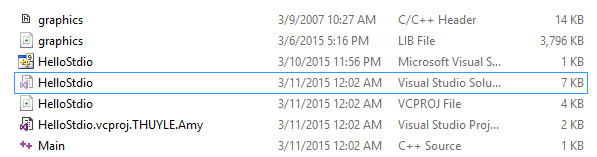 graphics 3/9/2007 10:27 AM C/C++ Header 14 KB
graphics 3/6/2015 5:16 PM LIB File 3,796 KB
HelloStdio 3/10/2015 11:56 PM Microsoft Visual S... 1 KB
HelloStdio 3/11/2015 12:02 AM Visual Studio Solu... 7 KB
HelloStdio 3/11/2015 12:02 AM VCPROJ File 4 KB
HelloStdio.vcproj.THUYLE.Amy 3/11/2015 12:02 AM Visual Studio Proj... 2 KB
Main 3/11/2015 12:02 AM C++ Source 1 KB